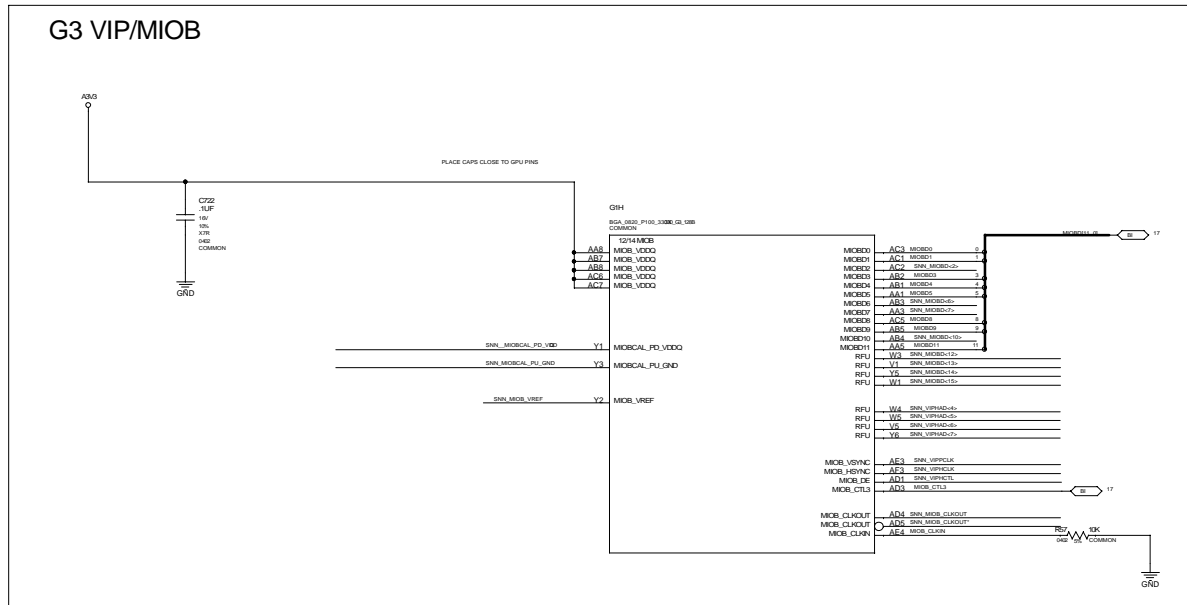 G3 VIP/MIOB
A3V3
PLACE CAPS CLOSE TO GPU PINS
C722
.1UF
16V
10%
X7R
0402
COMMON
GND
G1H
COMMON
12/14 MIOB
AA8 MIOB_VDDQ
AB7 MIOB_VDDQ
AB8 MIOB_VDDQ
AC6 MIOB_VDDQ
AC7 MIOB_VDDQ
Y1 MIOBCAL_PD_VDDQ
SNN_MIOBCAL_PU_GND Y3 MIOBCAL_PU_GND
SNN_MIOB_VREF Y2 MIOB_VREF
MIOBD0 AC3 MIOBD0 0
MIOBD1 AC1 MIOBD1 1
MIOBD2 AC2 SNN_MIOBD<2>
MIOBD3 AB2 MIOBD3 3
MIOBD4 AB1 MIOBD4 4
MIOBD5 AA1 MIOBD5 5
MIOBD6 AB3 SNN_MIOBD<6>
MIOBD7 AA3 SNN_MIOBD<7>
MIOBD8 AC5 MIOBD8 8
MIOBD9 AB5 MIOBD9 9
MIOBD10 AB4 SNN_MIOBD<10>
MIOBD11 AA5 MIOBD11 11
RFU W3 SNN_MIOBD<12>
RFU V1 SNN_MIOBD<13>
RFU Y5 SNN_MIOBD<14>
RFU W1 SNN_MIOBD<15>
RFU W4 SNN_VIPHAD<4>
RFU W5 SNN_VIPHAD<5>
RFU V5 SNN_VIPHAD<6>
RFU Y6 SNN_VIPHAD<7>
MIOB_VSYNC AE3 SNN_VIPPCLK
MIOB_HSYNC AF3 SNN_VIPHCLK
MIOB_DE AD1 SNN_VIPHCTL
MIOB_CTL3 AD3 MIOB_CTL3
MIOB_CLKOUT AD4 SNN_MIOB_CLKOUT
MIOB_CLKOUT AD5 SNN_MIOB_CLKOUT*
MIOB_CLKIN AE4 MIOB_CLKIN
BI 17
BI 17
R57 10K
0402 5% COMMON
GND